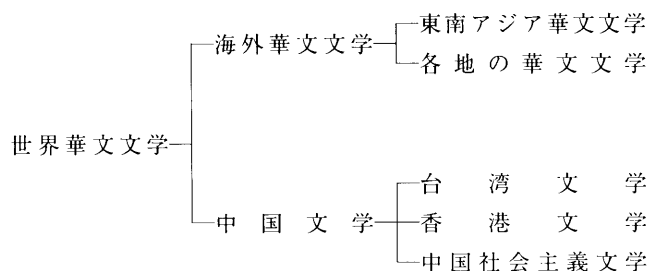 東南アジア華文文学
海外華文文学
各地の華文文学
世界華文文学
台湾文学
中国文学
香港文学
中国社会主義文学